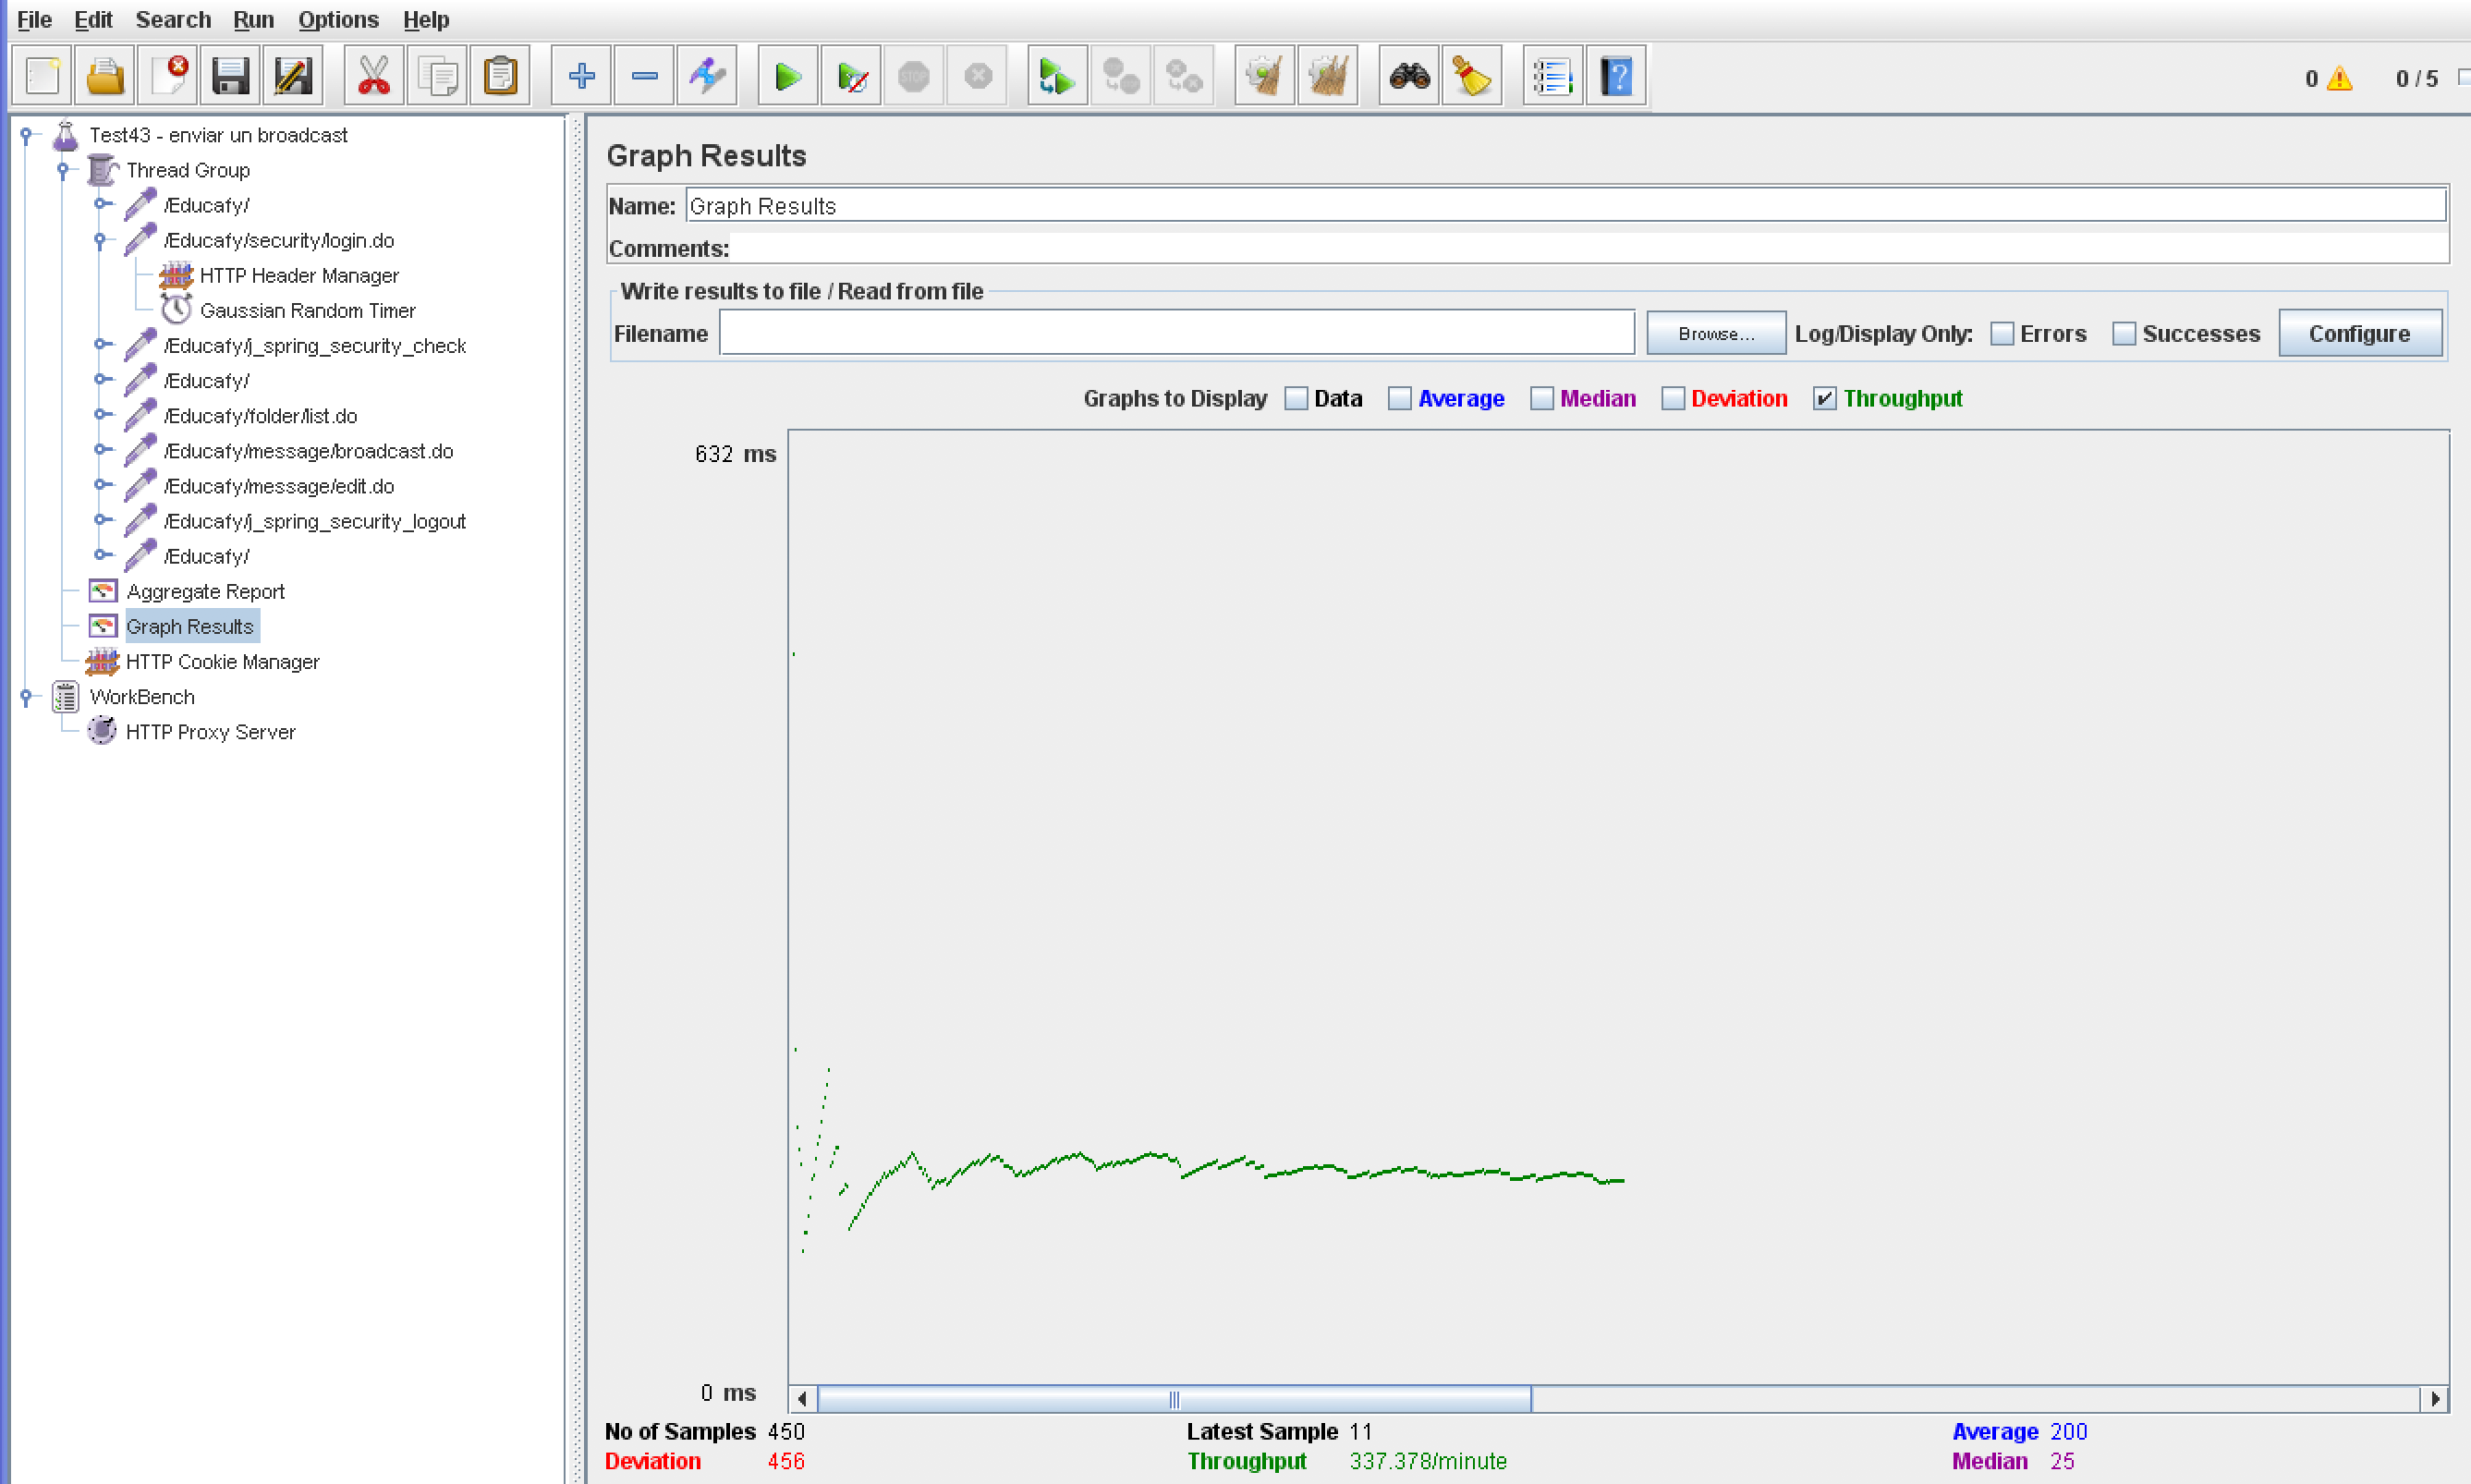 File Edit Search Run Options Help
STOP
0 0 / 5
Test43 - enviar un broadcast
Thread Group
/Educafy/
/Educafy/security/login.do
HTTP Header Manager
Gaussian Random Timer
/Educafy/j_spring_security_check
/Educafy/
/Educafy/folder/list.do
/Educafy/message/broadcast.do
/Educafy/message/edit.do
/Educafy/j_spring_security_logout
/Educafy/
Aggregate Report
Graph Results
HTTP Cookie Manager
WorkBench
HTTP Proxy Server
Graph Results
Name: Graph Results
Comments:
Write results to file / Read from file
Filename Browse... Log/Display Only: Errors Successes Configure
Graphs to Display Data Average Median Deviation Throughput
632 ms
0 ms
No of Samples 450 Latest Sample 11 Average 200
Deviation 456 Throughput 337.378/minute Median 25